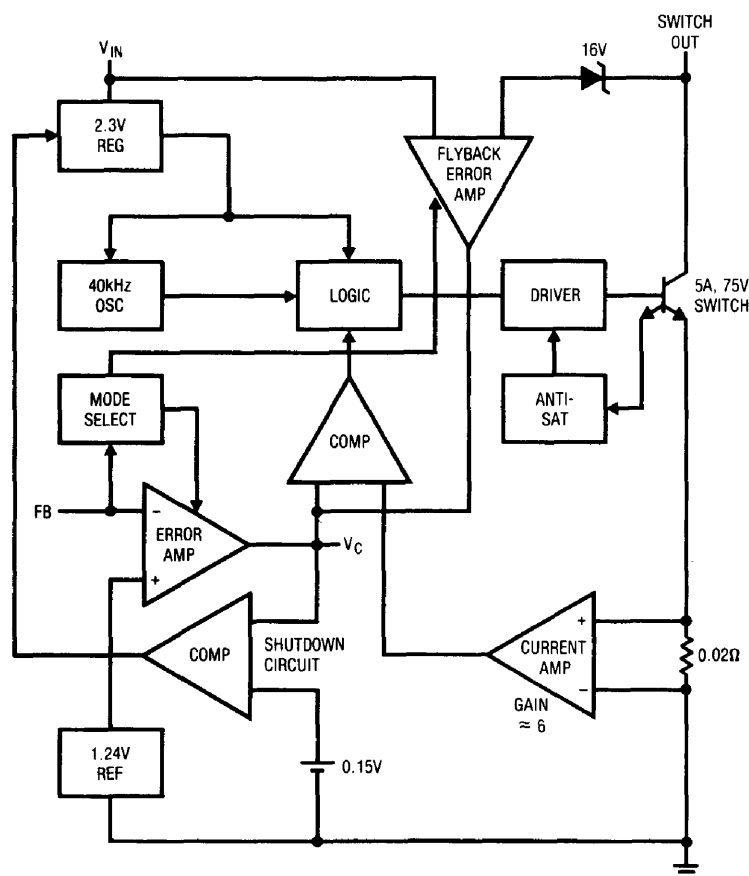 SWITCH
OUT
V_IN
16V
2.3V
REG
FLYBACK
ERROR
AMP
40kHz
OSC
LOGIC
DRIVER
5A, 75V
SWITCH
MODE
SELECT
COMP
ANTI-
SAT
FB
−
ERROR
AMP
+
V_C
COMP
SHUTDOWN
CIRCUIT
+
CURRENT
AMP
−
0.02Ω
GAIN
≈ 6
1.24V
REF
0.15V